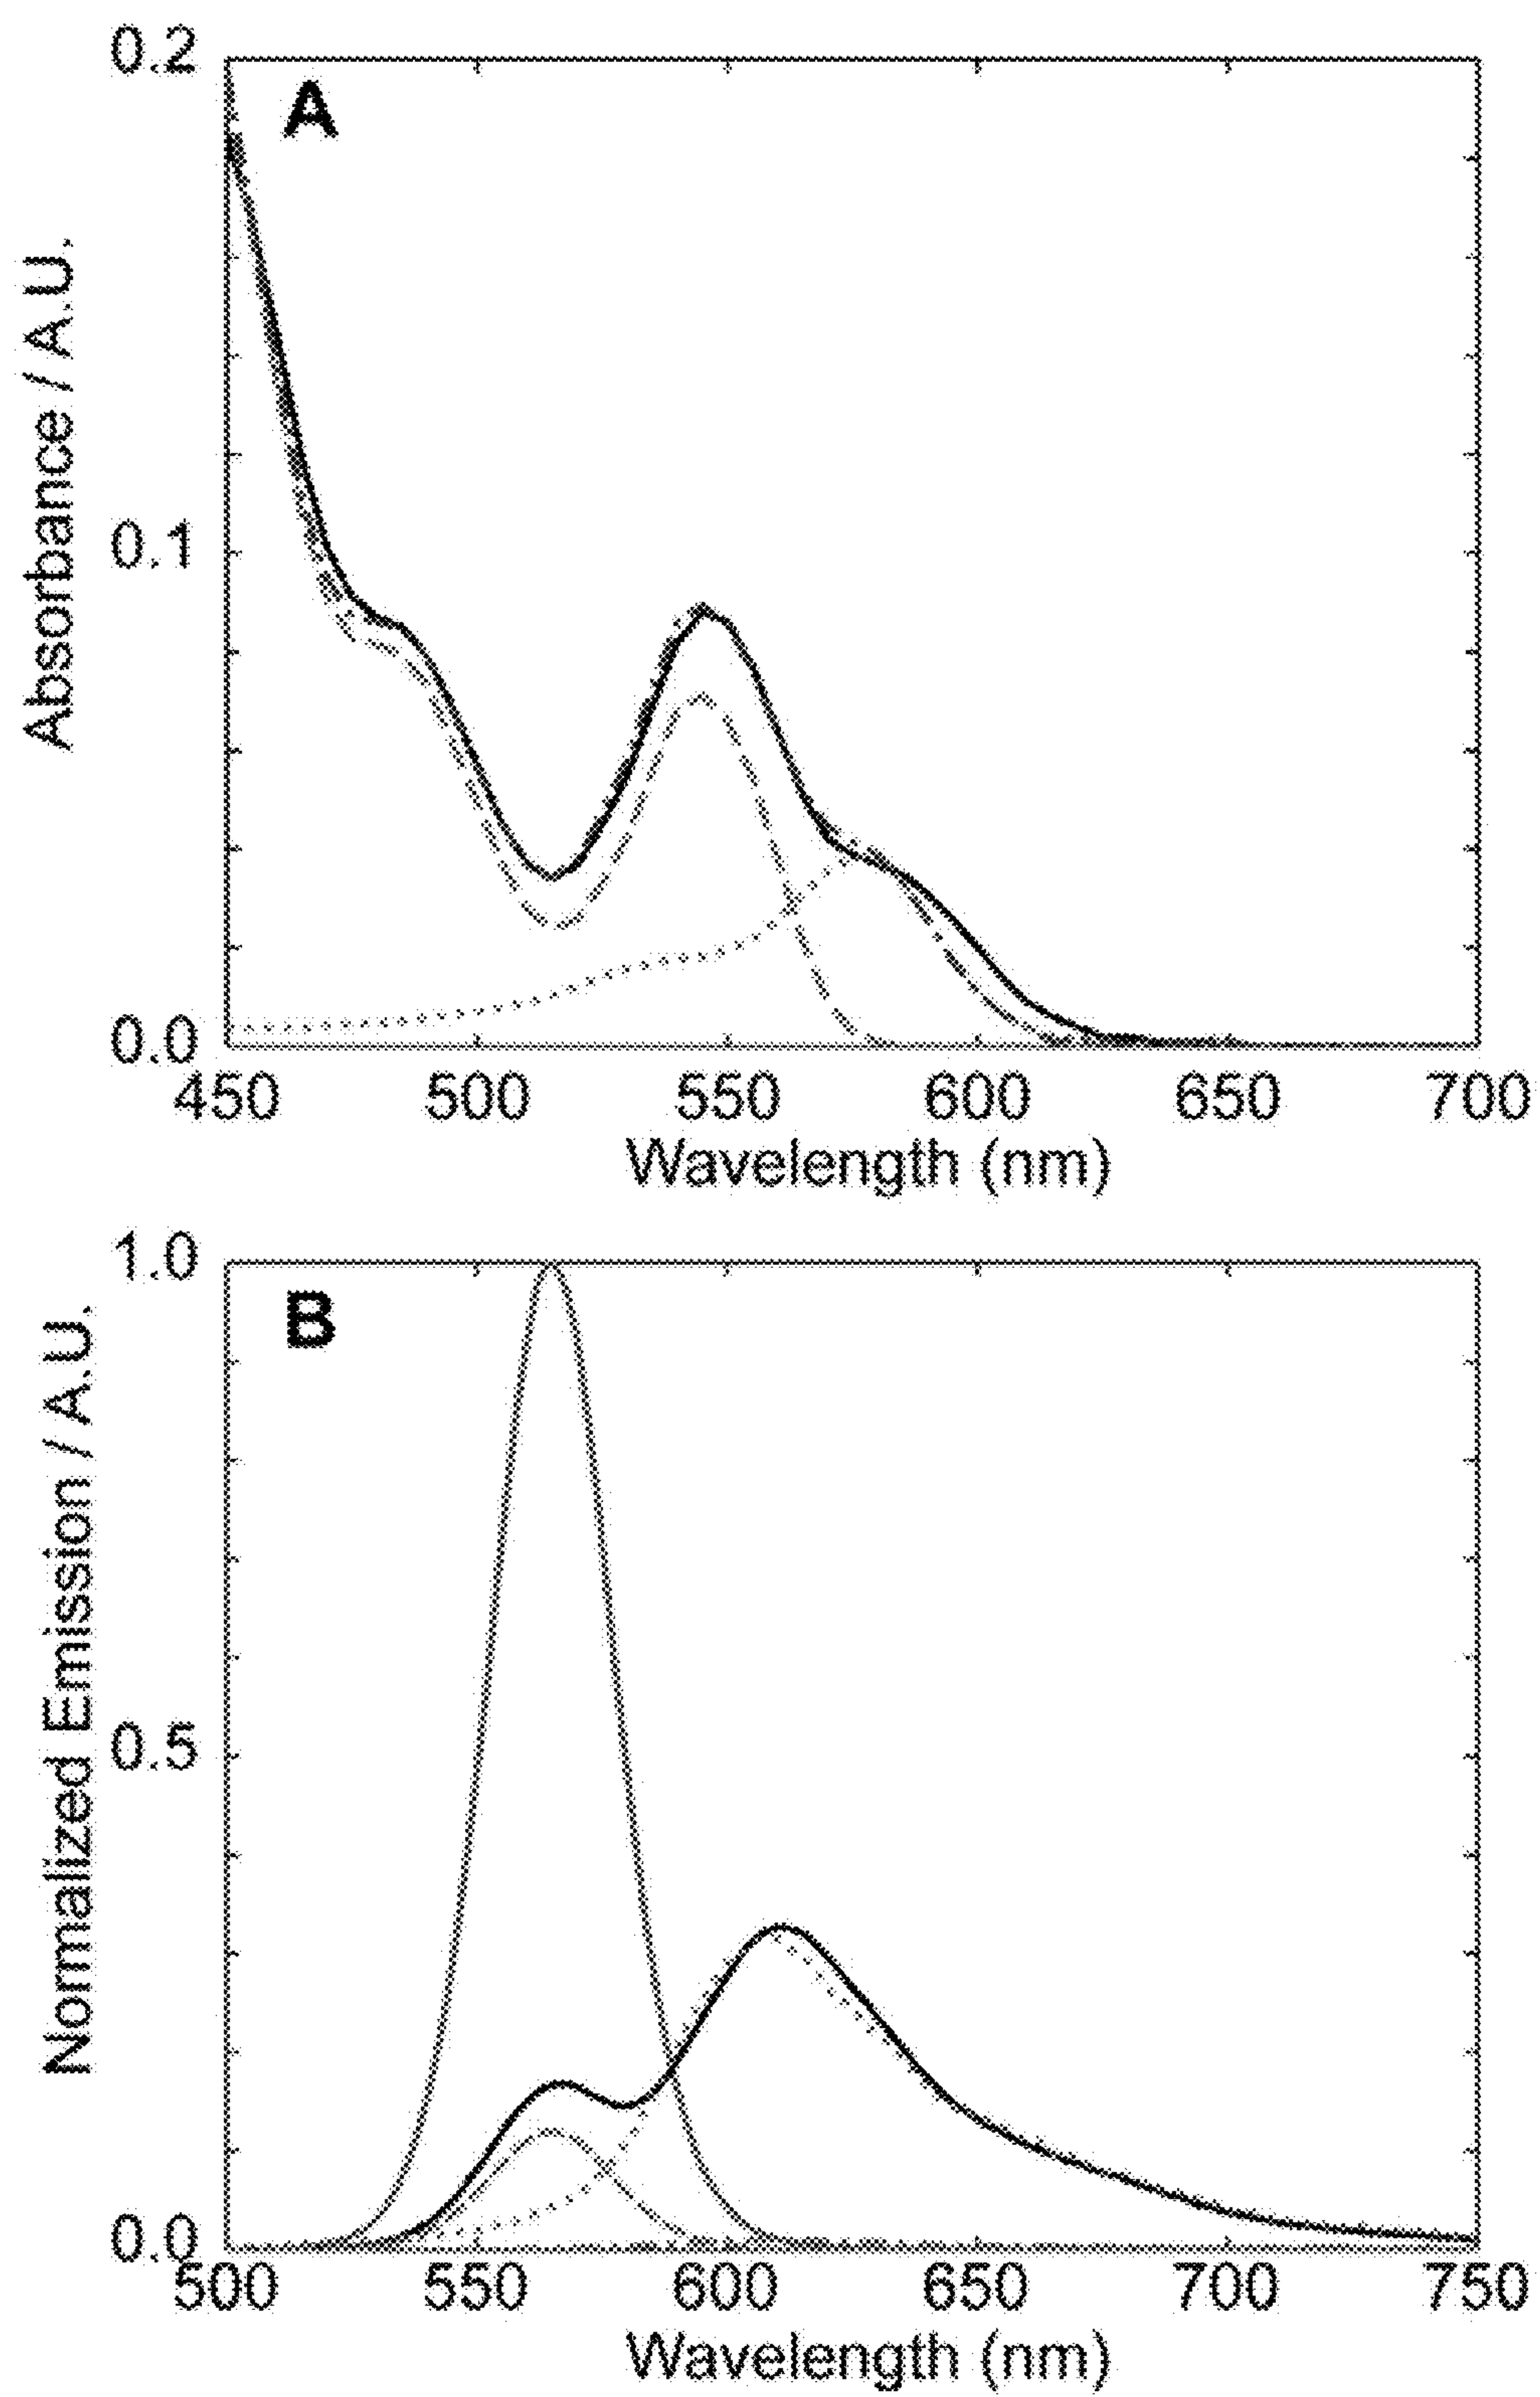 0.2
A
0.1
0.0
Absorbance / A.U.
450 500 550 600 650 700
Wavelength (nm)
1.0
B
0.5
0.0
Normalized Emission / A.U.
500 550 600 650 700 750
Wavelength (nm)